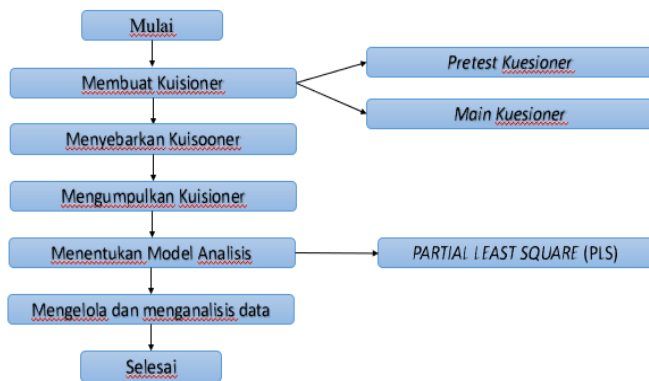 Mulai
Membuat Kuisioner
Pretest Kuesioner
Main Kuesioner
Menyebarkan Kuisooner
Mengumpulkan Kuisioner
Menentukan Model Analisis
PARTIAL LEAST SQUARE (PLS)
Mengelola dan menganalisis data
Selesai